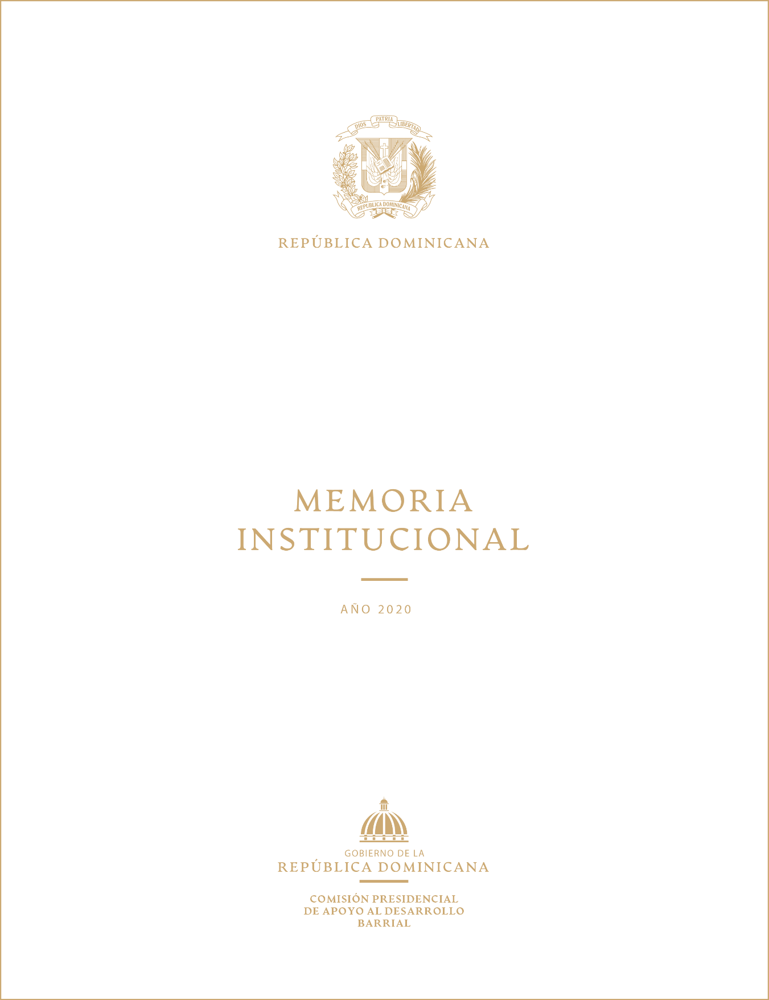 DIOS PATRIA LIBERTAD
REPÚBLICA DOMINICANA
REPÚBLICA DOMINICANA
MEMORIA
INSTITUCIONAL
AÑO 2020
GOBIERNO DE LA
REPÚBLICA DOMINICANA
COMISIÓN PRESIDENCIAL
DE APOYO AL DESARROLLO
BARRIAL